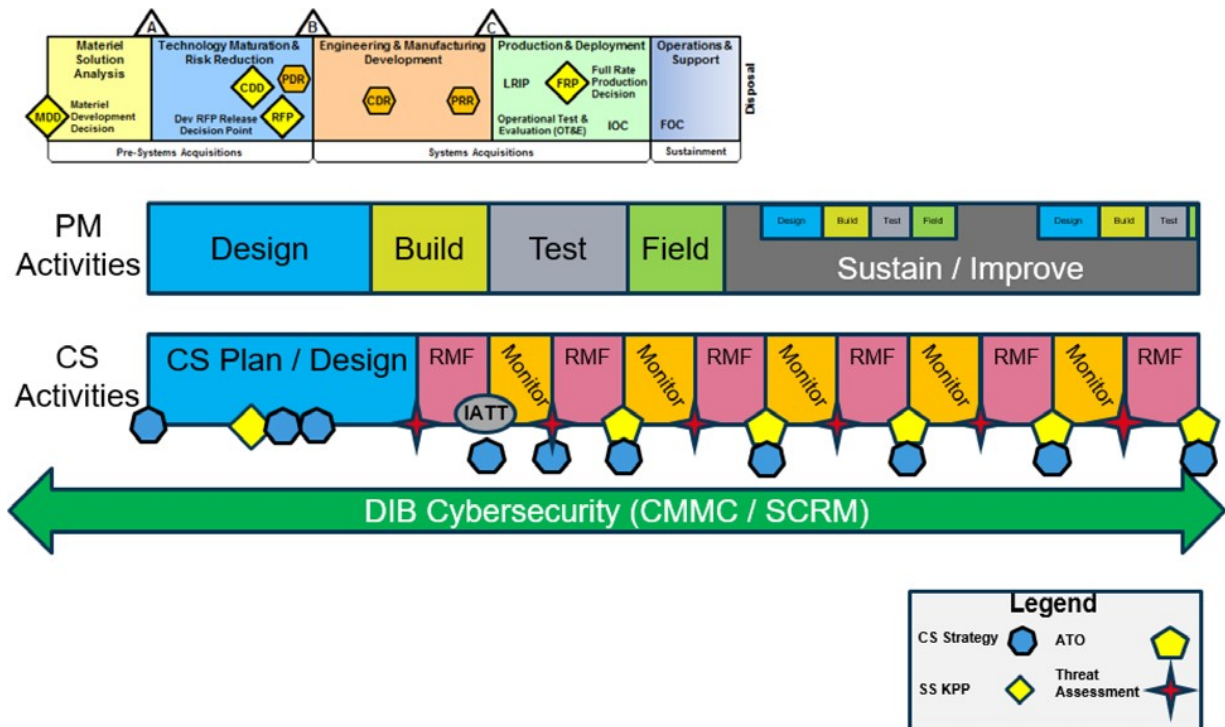 A
B
C
Materiel
Solution
Analysis
MDD
Materiel
Development
Decision
Technology Maturation &
Risk Reduction
CDD
PDR
Dev RFP Release
Decision Point
RFP
Engineering & Manufacturing
Development
CDR
PRR
Production & Deployment
LRIP
FRP
Full Rate
Production
Decision
Operational Test &
Evaluation (OT&E)
IOC
Operations &
Support
FOC
Disposal
Pre-Systems Acquisitions
Systems Acquisitions
Sustainment
PM
Activities
Design
Build
Test
Field
Design
Build
Test
Field
Design
Build
Test
Sustain / Improve
CS
Activities
CS Plan / Design
RMF
Monitor
RMF
Monitor
RMF
Monitor
RMF
Monitor
RMF
Monitor
RMF
IATT
DIB Cybersecurity (CMMC / SCRM)
Legend
CS Strategy
ATO
SS KPP
Threat
Assessment